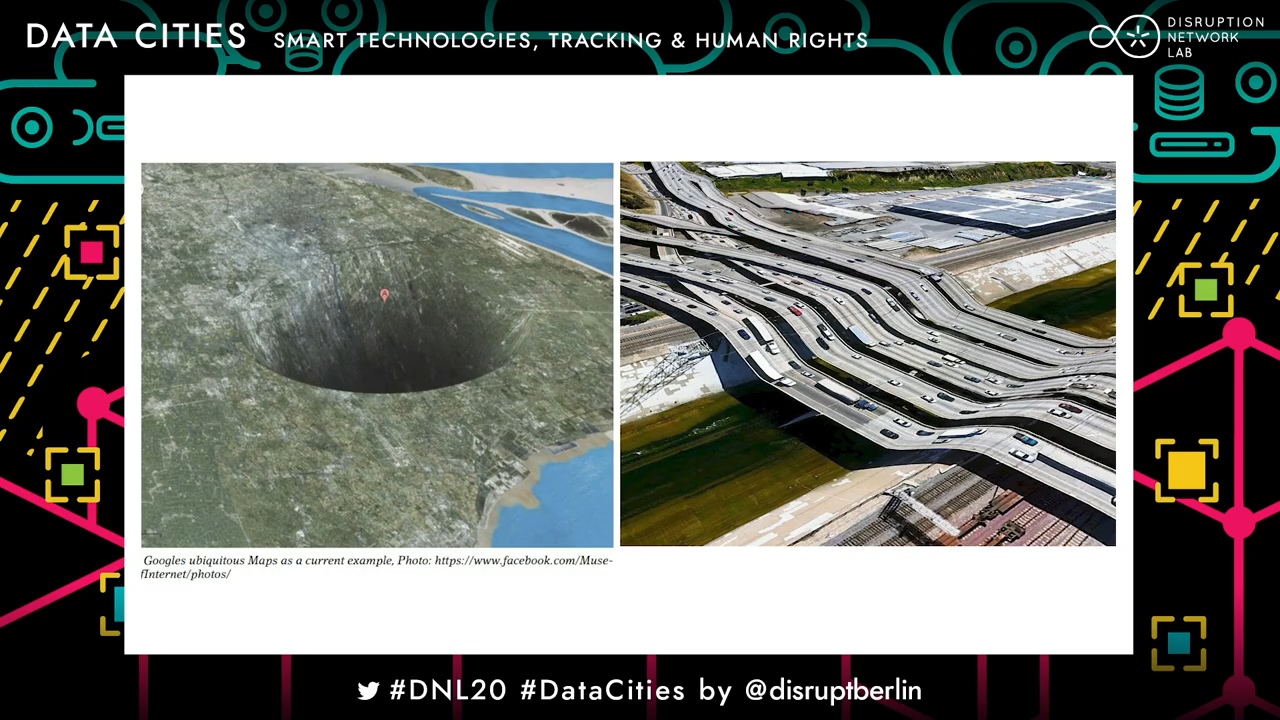 DATA CITIES SMART TECHNOLOGIES, TRACKING & HUMAN RIGHTS
DISRUPTION
NETWORK
LAB
A
Googles ubiquitous Maps as a current example, Photo: https://www.facebook.com/Muse-
fInternet/photos/
#DNL20 #DataCities by @disruptberlin